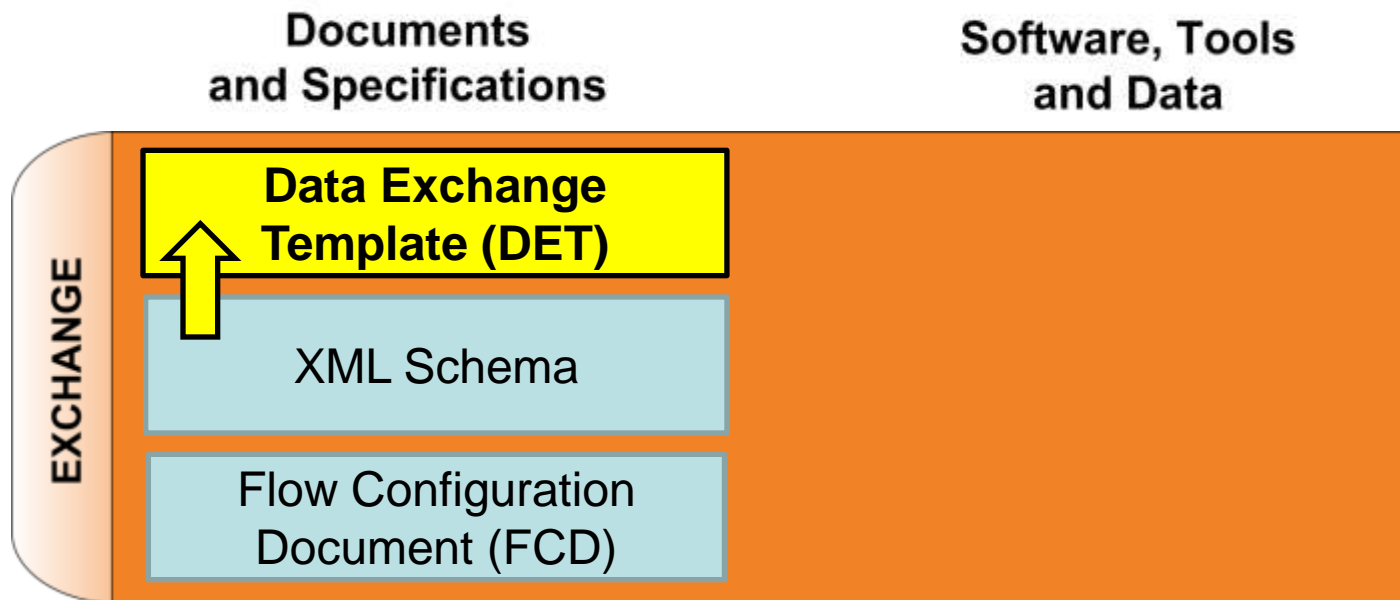 Documents
and Specifications
Software, Tools
and Data
EXCHANGE
Data Exchange
Template (DET)
XML Schema
Flow Configuration
Document (FCD)